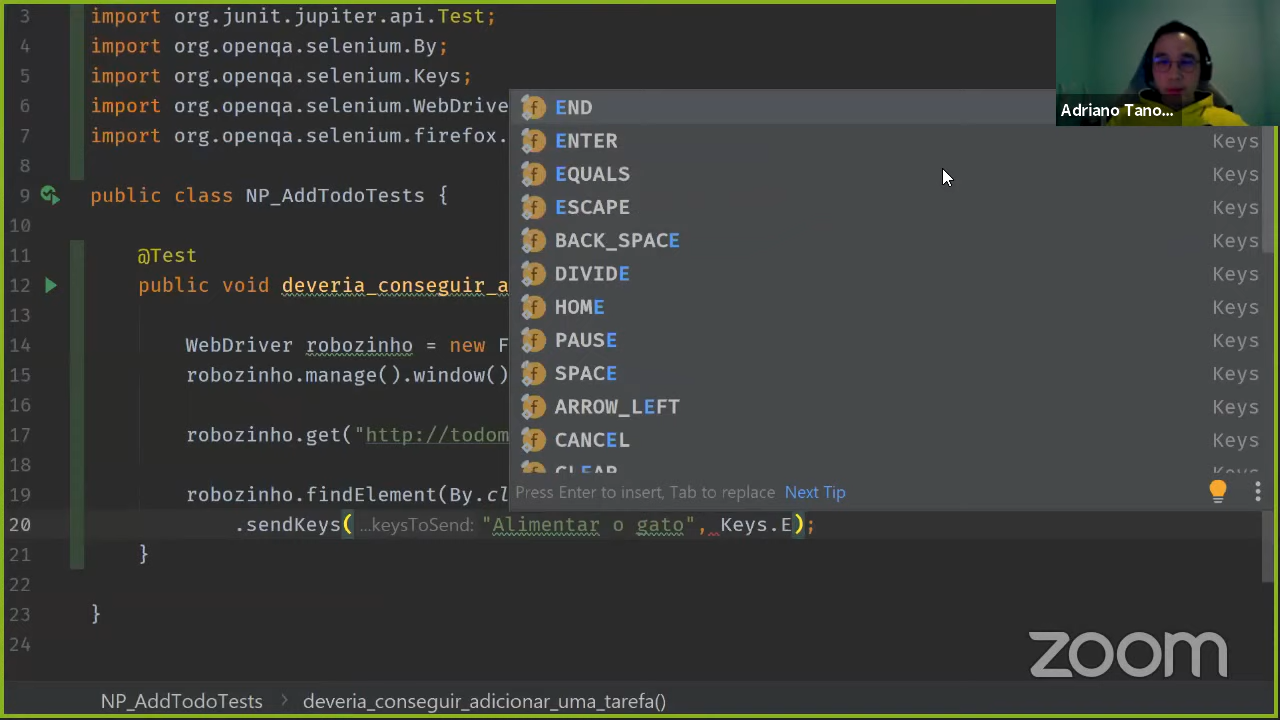 3 import org.junit.jupiter.api.Test;
4 import org.openqa.selenium.By;
5 import org.openqa.selenium.Keys;
6 import org.openqa.selenium.WebDrive
7 import org.openqa.selenium.firefox.
8
9 public class NP_AddTodoTests {
10
11 @Test
12 public void deveria_conseguir_a
13
14 WebDriver robozinho = new F
15 robozinho.manage().window()
16
17 robozinho.get("http://todom
18
19 robozinho.findElement(By.cl
20 .sendKeys( ...keysToSend: "Alimentar o gato", Keys.E);
21 }
22
23 }
24
END
ENTER Keys
EQUALS Keys
ESCAPE Keys
BACK_SPACE Keys
DIVIDE Keys
HOME Keys
PAUSE Keys
SPACE Keys
ARROW_LEFT Keys
CANCEL Keys
CLEAR Keys
Press Enter to insert, Tab to replace Next Tip
Adriano Tano...
zoom
NP_AddTodoTests > deveria_conseguir_adicionar_uma_tarefa()